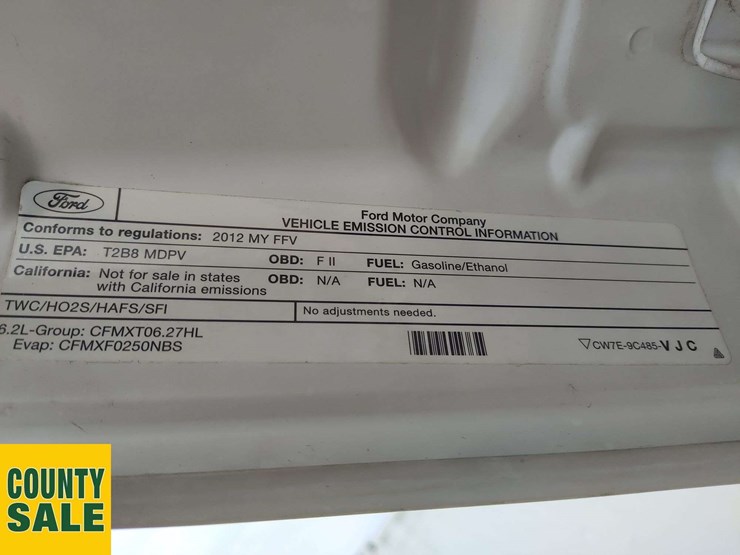 Ford
Ford Motor Company
VEHICLE EMISSION CONTROL INFORMATION
Conforms to regulations: 2012 MY FFV
U.S. EPA: T2B8 MDPV OBD: F II FUEL: Gasoline/Ethanol
California: Not for sale in states with California emissions OBD: N/A FUEL: N/A
TWC/HO2S/HAFS/SFI No adjustments needed.
6.2L-Group: CFMXT06.27HL
Evap: CFMXF0250NBS
CW7E-9C485-VJC
COUNTY
SALE